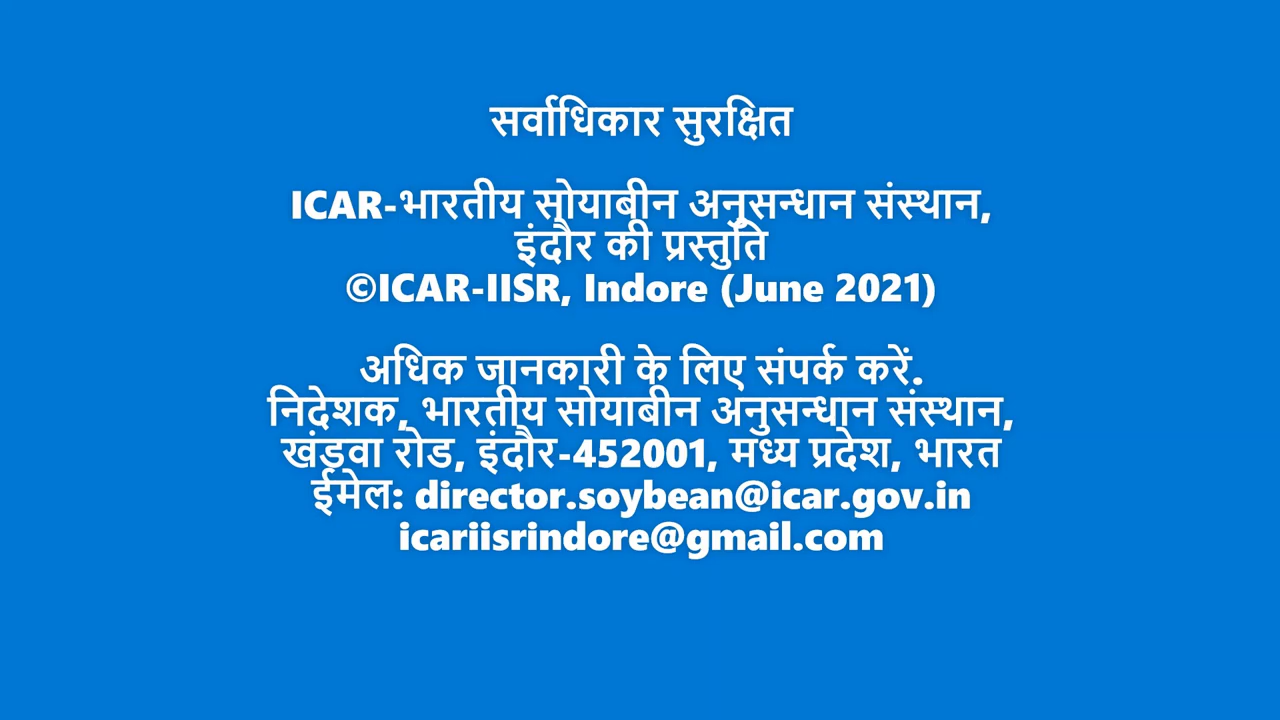 सर्वाधिकार सुरक्षित
ICAR-भारतीय सोयाबीन अनुसन्धान संस्थान,
इंदौर की प्रस्तुति
©ICAR-IISR, Indore (June 2021)
अधिक जानकारी के लिए संपर्क करें.
निदेशक, भारतीय सोयाबीन अनुसन्धान संस्थान,
खंडवा रोड, इंदौर-452001, मध्य प्रदेश, भारत
ईमेल: director.soybean@icar.gov.in
icariisrindore@gmail.com